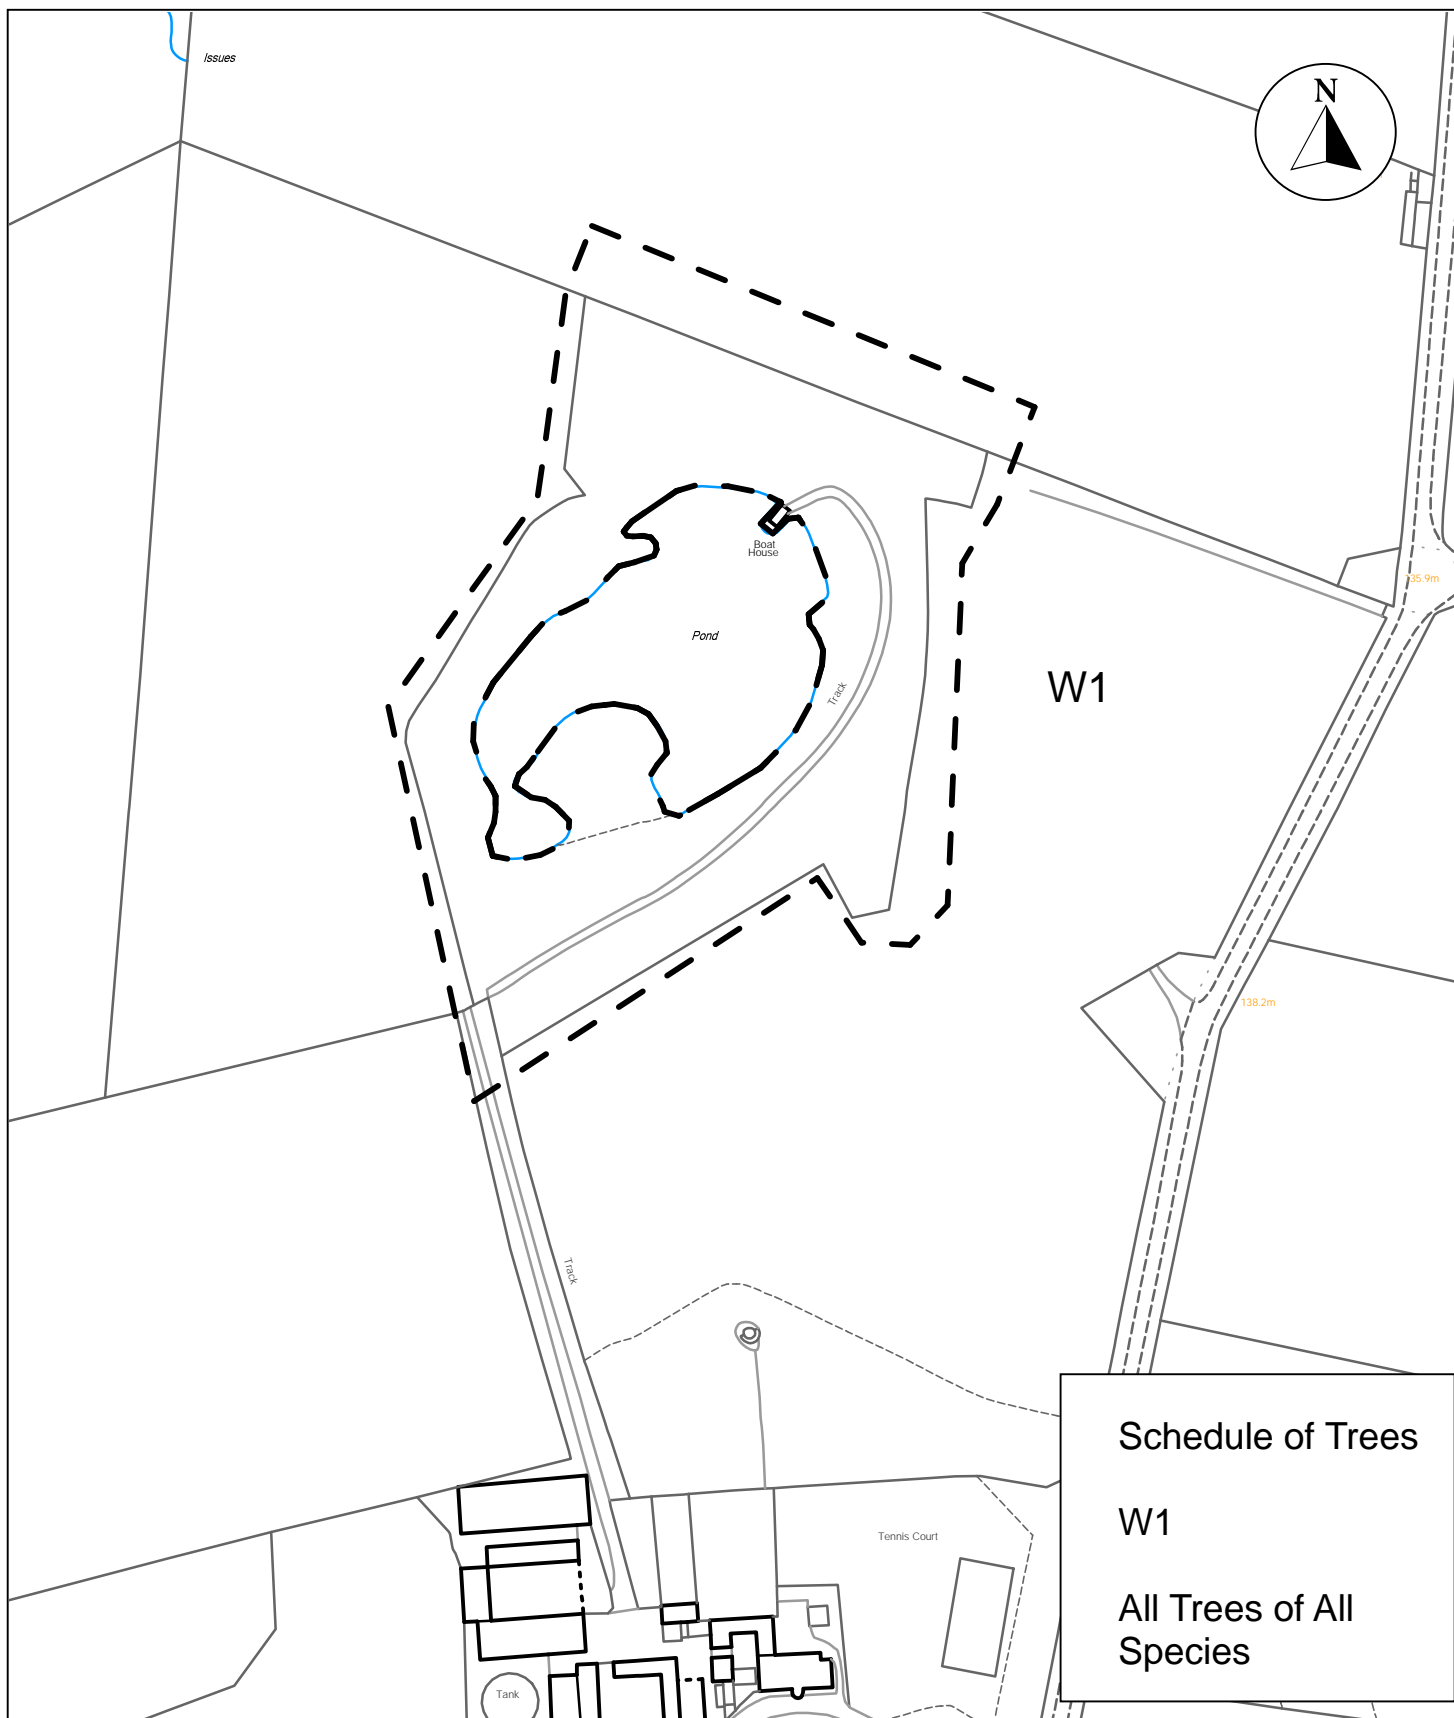 Issues
N
Boat
House
Pond
Track
W1
138.2m
Track
Schedule of Trees
W1
All Trees of All
Species
Tennis Court
Tank